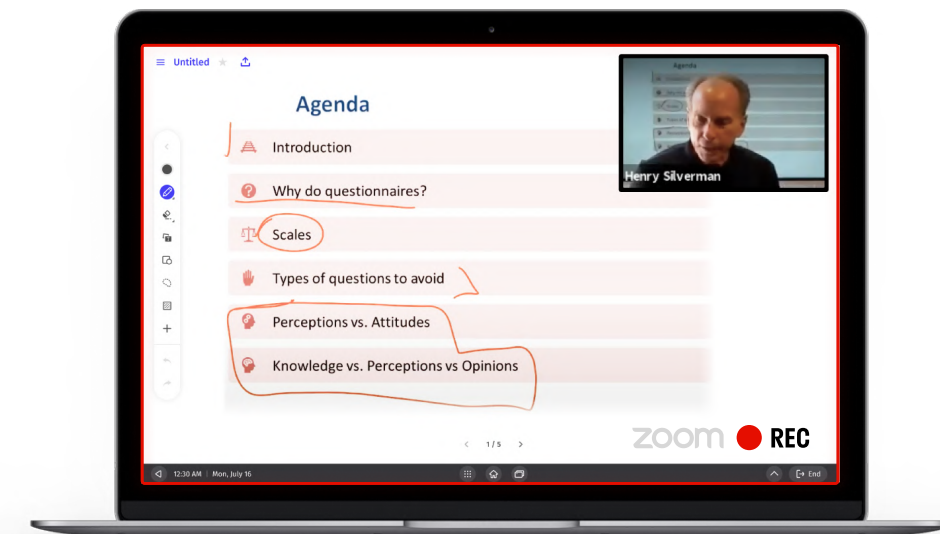 Untitled
Agenda
Introduction
Why do questionnaires?
Scales
Types of questions to avoid
Perceptions vs. Attitudes
Knowledge vs. Perceptions vs Opinions
Henry Silverman
Agenda
1/5
zoom REC
12:30 AM | Mon, July 16
End